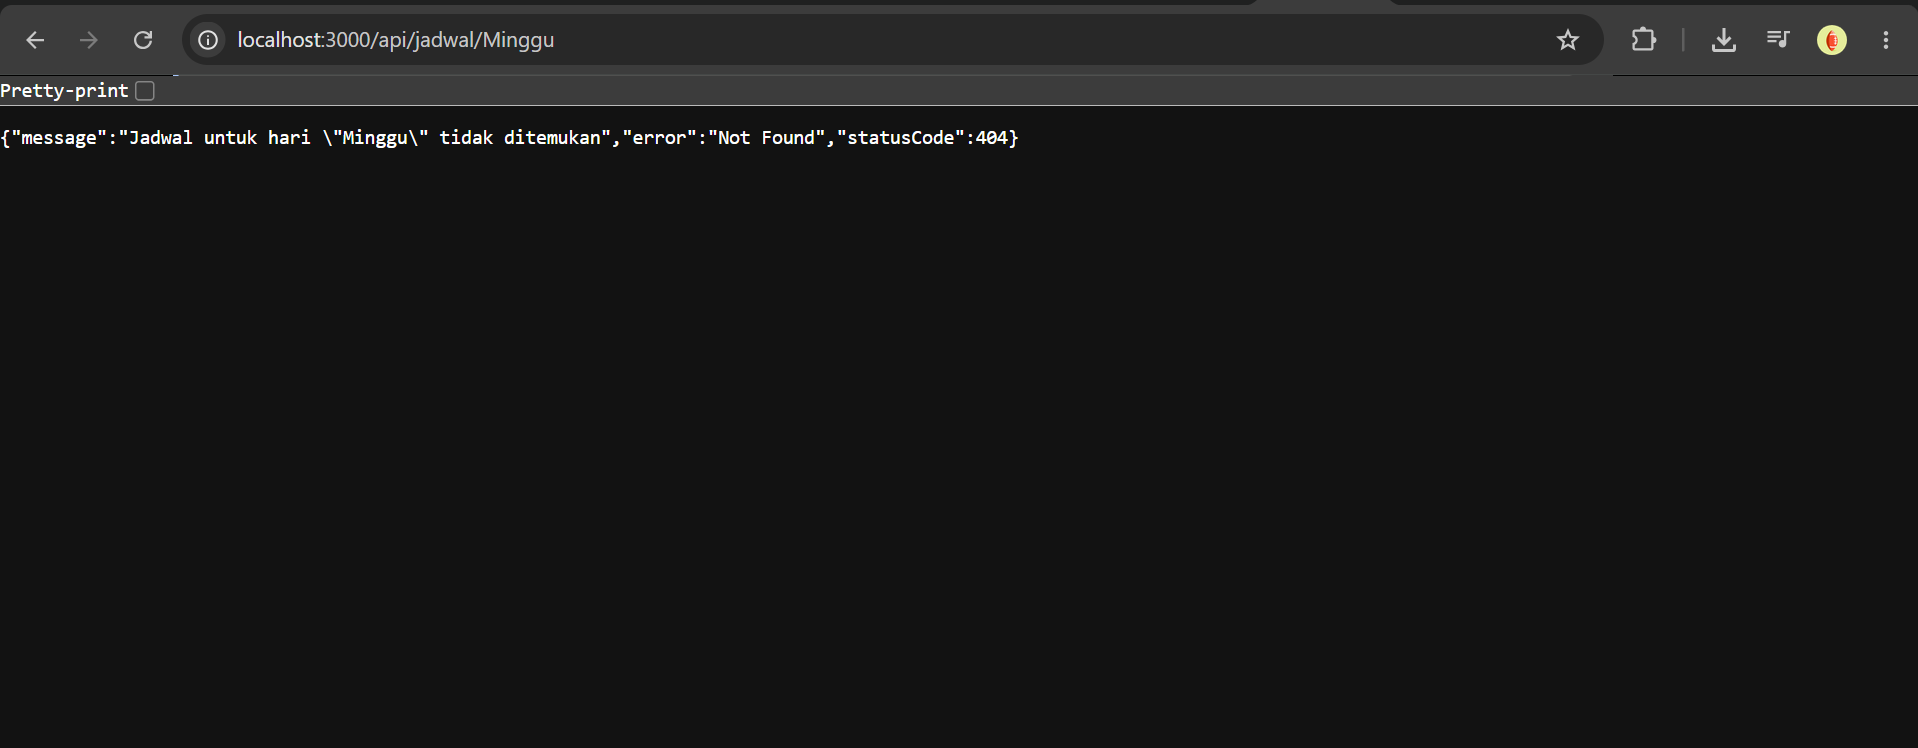 localhost:3000/api/jadwal/Minggu
Pretty-print
{"message":"Jadwal untuk hari \"Minggu\" tidak ditemukan","error":"Not Found","statusCode":404}